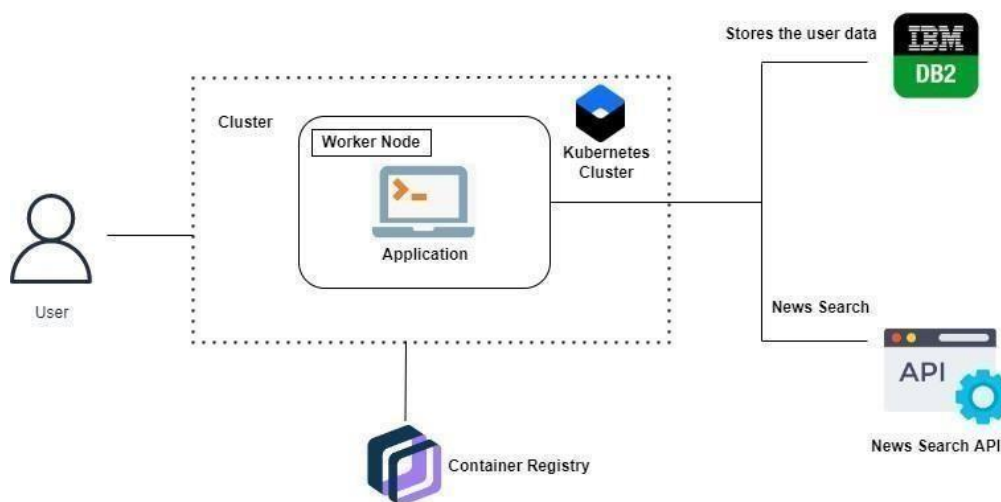 Stores the user data
IBM
DB2
Cluster
Worker Node
Kubernetes
Cluster
Application
User
News Search
API
News Search API
Container Registry